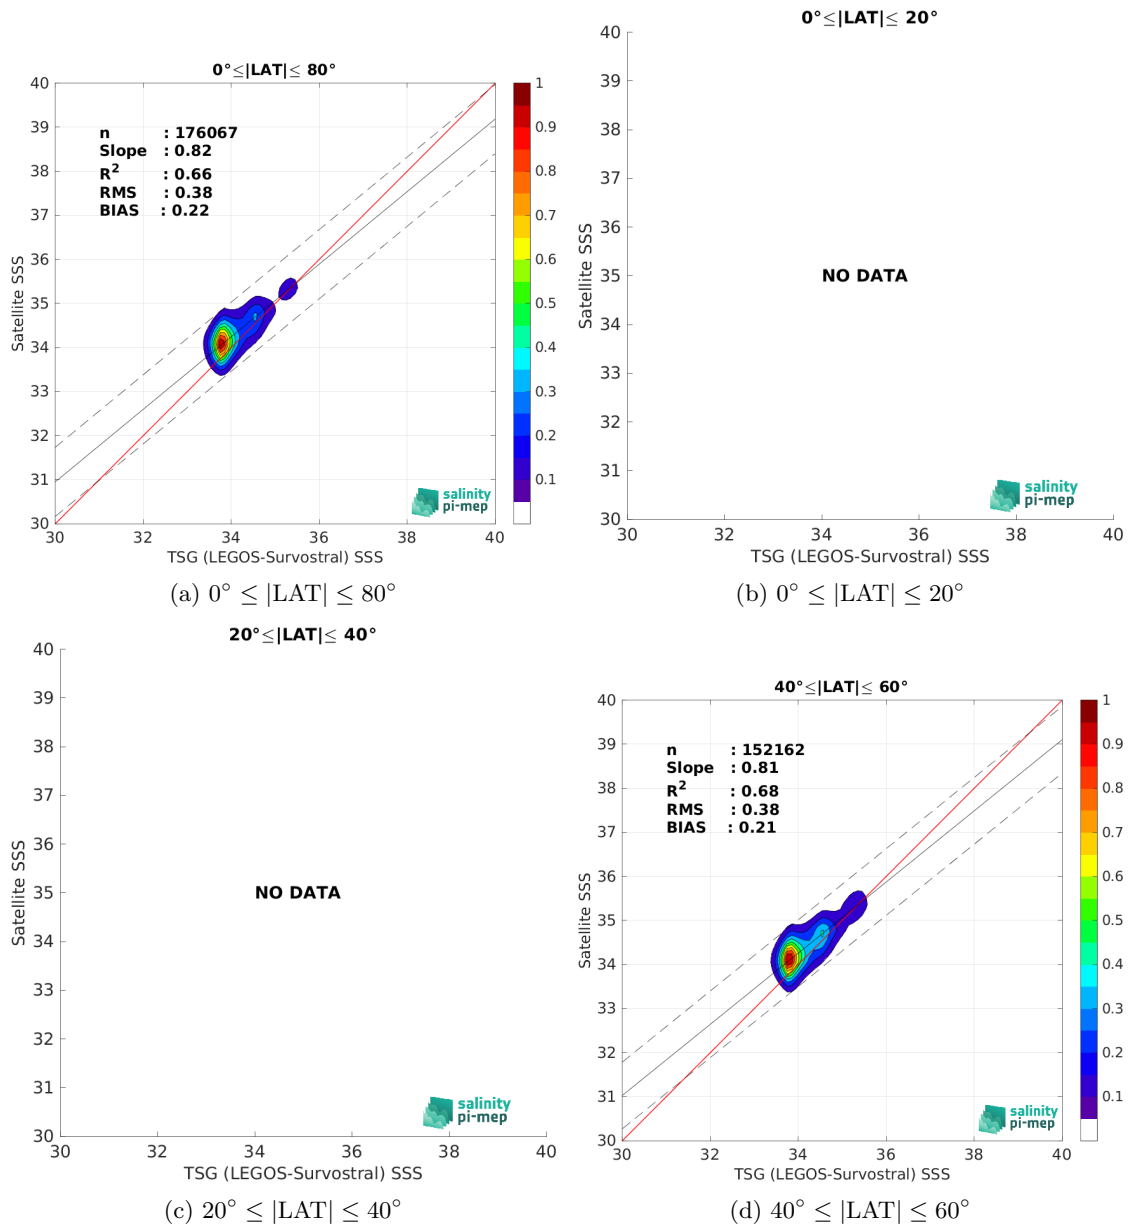 0°≤|LAT|≤ 80°
n : 176067
Slope : 0.82
R² : 0.66
RMS : 0.38
BIAS : 0.22
40
39
38
37
36
35
34
33
32
31
30
Satellite SSS
30 32 34 36 38 40
TSG (LEGOS-Survostral) SSS
1
0.9
0.8
0.7
0.6
0.5
0.4
0.3
0.2
0.1
salinity
pi-mep
(a) 0° ≤ |LAT| ≤ 80°
0°≤|LAT|≤ 20°
40
39
38
37
36
35
34
33
32
31
30
Satellite SSS
NO DATA
salinity
pi-mep
30 32 34 36 38 40
TSG (LEGOS-Survostral) SSS
(b) 0° ≤ |LAT| ≤ 20°
20°≤|LAT|≤ 40°
40
39
38
37
36
35
34
33
32
31
30
Satellite SSS
NO DATA
salinity
pi-mep
30 32 34 36 38 40
TSG (LEGOS-Survostral) SSS
(c) 20° ≤ |LAT| ≤ 40°
40°≤|LAT|≤ 60°
n : 152162
Slope : 0.81
R² : 0.68
RMS : 0.38
BIAS : 0.21
40
39
38
37
36
35
34
33
32
31
30
Satellite SSS
30 32 34 36 38 40
TSG (LEGOS-Survostral) SSS
1
0.9
0.8
0.7
0.6
0.5
0.4
0.3
0.2
0.1
salinity
pi-mep
(d) 40° ≤ |LAT| ≤ 60°